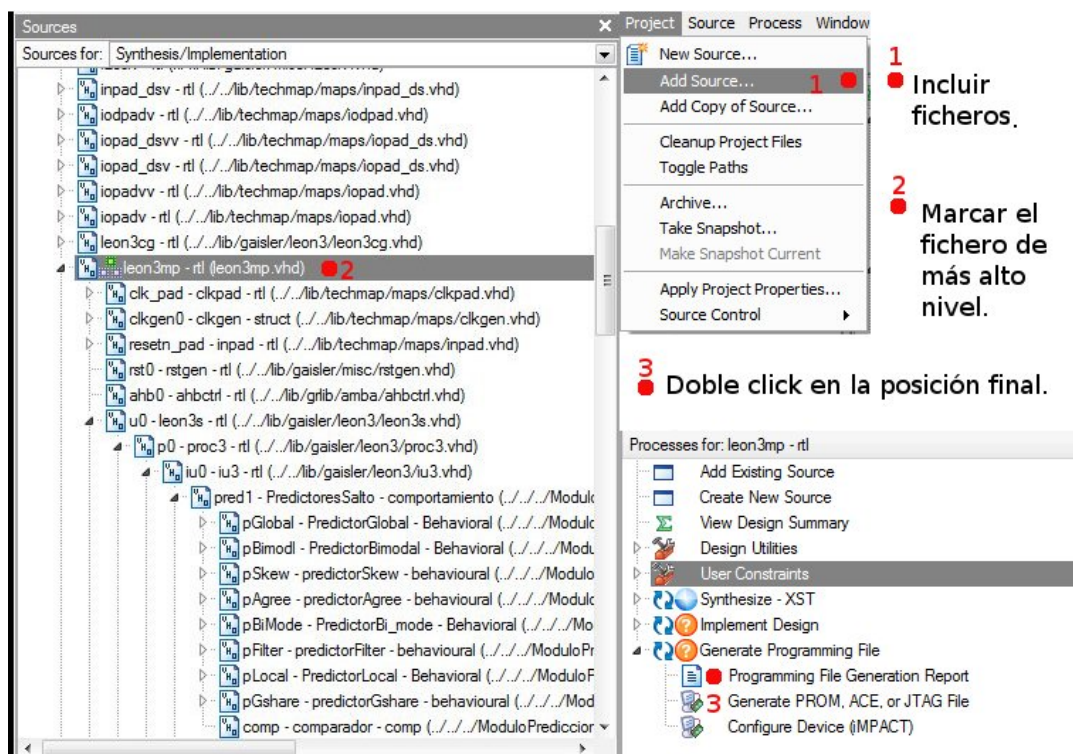 Sources
Sources for: Synthesis/Implementation
inpad_dsv - rtl (../../lib/techmap/maps/inpad_ds.vhd)
iodpadv - rtl (../../lib/techmap/maps/iodpad.vhd)
iopad_dsvv - rtl (../../lib/techmap/maps/iopad_ds.vhd)
iopad_dsv - rtl (../../lib/techmap/maps/iopad_ds.vhd)
iopadvv - rtl (../../lib/techmap/maps/iopad.vhd)
iopadv - rtl (../../lib/techmap/maps/iopad.vhd)
leon3cg - rtl (../../lib/gaisler/leon3/leon3cg.vhd)
leon3mp - rtl (leon3mp.vhd) 2
clk_pad - clkpad - rtl (../../lib/techmap/maps/clkpad.vhd)
clkgen0 - clkgen - struct (../../lib/techmap/maps/clkgen.vhd)
resetn_pad - inpad - rtl (../../lib/techmap/maps/inpad.vhd)
rst0 - rstgen - rtl (../../lib/gaisler/misc/rstgen.vhd)
ahb0 - ahbctrl - rtl (../../lib/grlib/amba/ahbctrl.vhd)
u0 - leon3s - rtl (../../lib/gaisler/leon3/leon3s.vhd)
p0 - proc3 - rtl (../../lib/gaisler/leon3/proc3.vhd)
iu0 - iu3 - rtl (../../lib/gaisler/leon3/iu3.vhd)
pred1 - PredictoresSalto - comportamiento (../../../Modulo
pGlobal - PredictorGlobal - Behavioral (../../../Modulo
pBimodl - PredictorBimodal - Behavioral (../../../Modu
pSkew - predictorSkew - behavioural (../../../Modulo
pAgree - predictorAgree - behavioural (../../../Modulo
pBiMode - PredictorBi_mode - Behavioral (../../../Mo
pFilter - predictorFilter - behavioral (../../../ModuloPr
pLocal - PredictorLocal - Behavioral (../../../ModuloP
pGshare - predictorGshare - behavioral (../../../Modul
comp - comparador - comp (../../../ModuloPrediccior
Project Source Process Window
New Source...
Add Source... 1
Add Copy of Source...
Cleanup Project Files
Toggle Paths
Archive...
Take Snapshot...
Make Snapshot Current
Apply Project Properties...
Source Control
1
Incluir
ficheros.
2
Marcar el
fichero de
más alto
nivel.
3
Doble click en la posición final.
Processes for: leon3mp - rtl
Add Existing Source
Create New Source
View Design Summary
Design Utilities
User Constraints
Synthesize - XST
Implement Design
Generate Programming File
Programming File Generation Report
3 Generate PROM, ACE, or JTAG File
Configure Device (iMPACT)